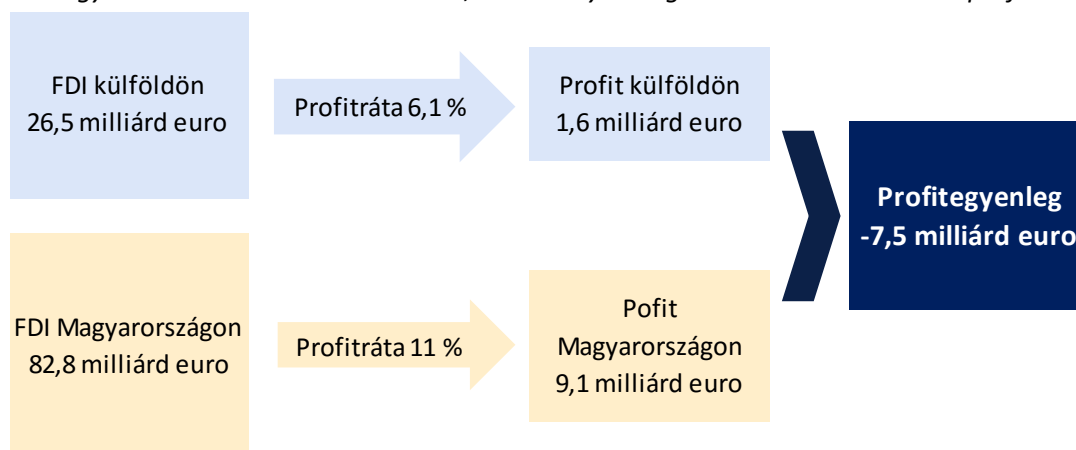 FDI külföldön
26,5 milliárd euro
Profitráta 6,1 %
Profit külföldön
1,6 milliárd euro
Profitegyenleg
-7,5 milliárd euro
FDI Magyarországon
82,8 milliárd euro
Profitráta 11 %
Pofit
Magyarországon
9,1 milliárd euro